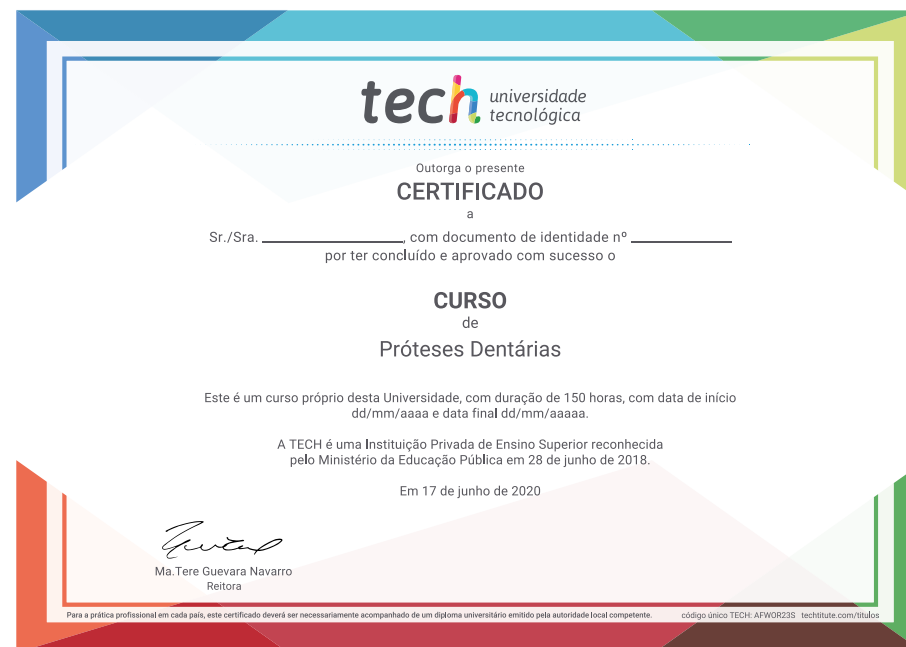 tech universidade
tecnológica
Outorga o presente
CERTIFICADO
a
Sr./Sra. ____________, com documento de identidade nº ____________
por ter concluído e aprovado com sucesso o
CURSO
de
Próteses Dentárias
Este é um curso próprio desta Universidade, com duração de 150 horas, com data de início
dd/mm/aaaa e data final dd/mm/aaaaa.
A TECH é uma Instituição Privada de Ensino Superior reconhecida
pelo Ministério da Educação Pública em 28 de junho de 2018.
Em 17 de junho de 2020
Ma.Tere Guevara Navarro
Reitora
Para a prática profissional em cada país, este certificado deverá ser necessariamente acompanhado de um diploma universitário emitido pela autoridade local competente. código único TECH: AFWOR23S techtitute.com/títulos